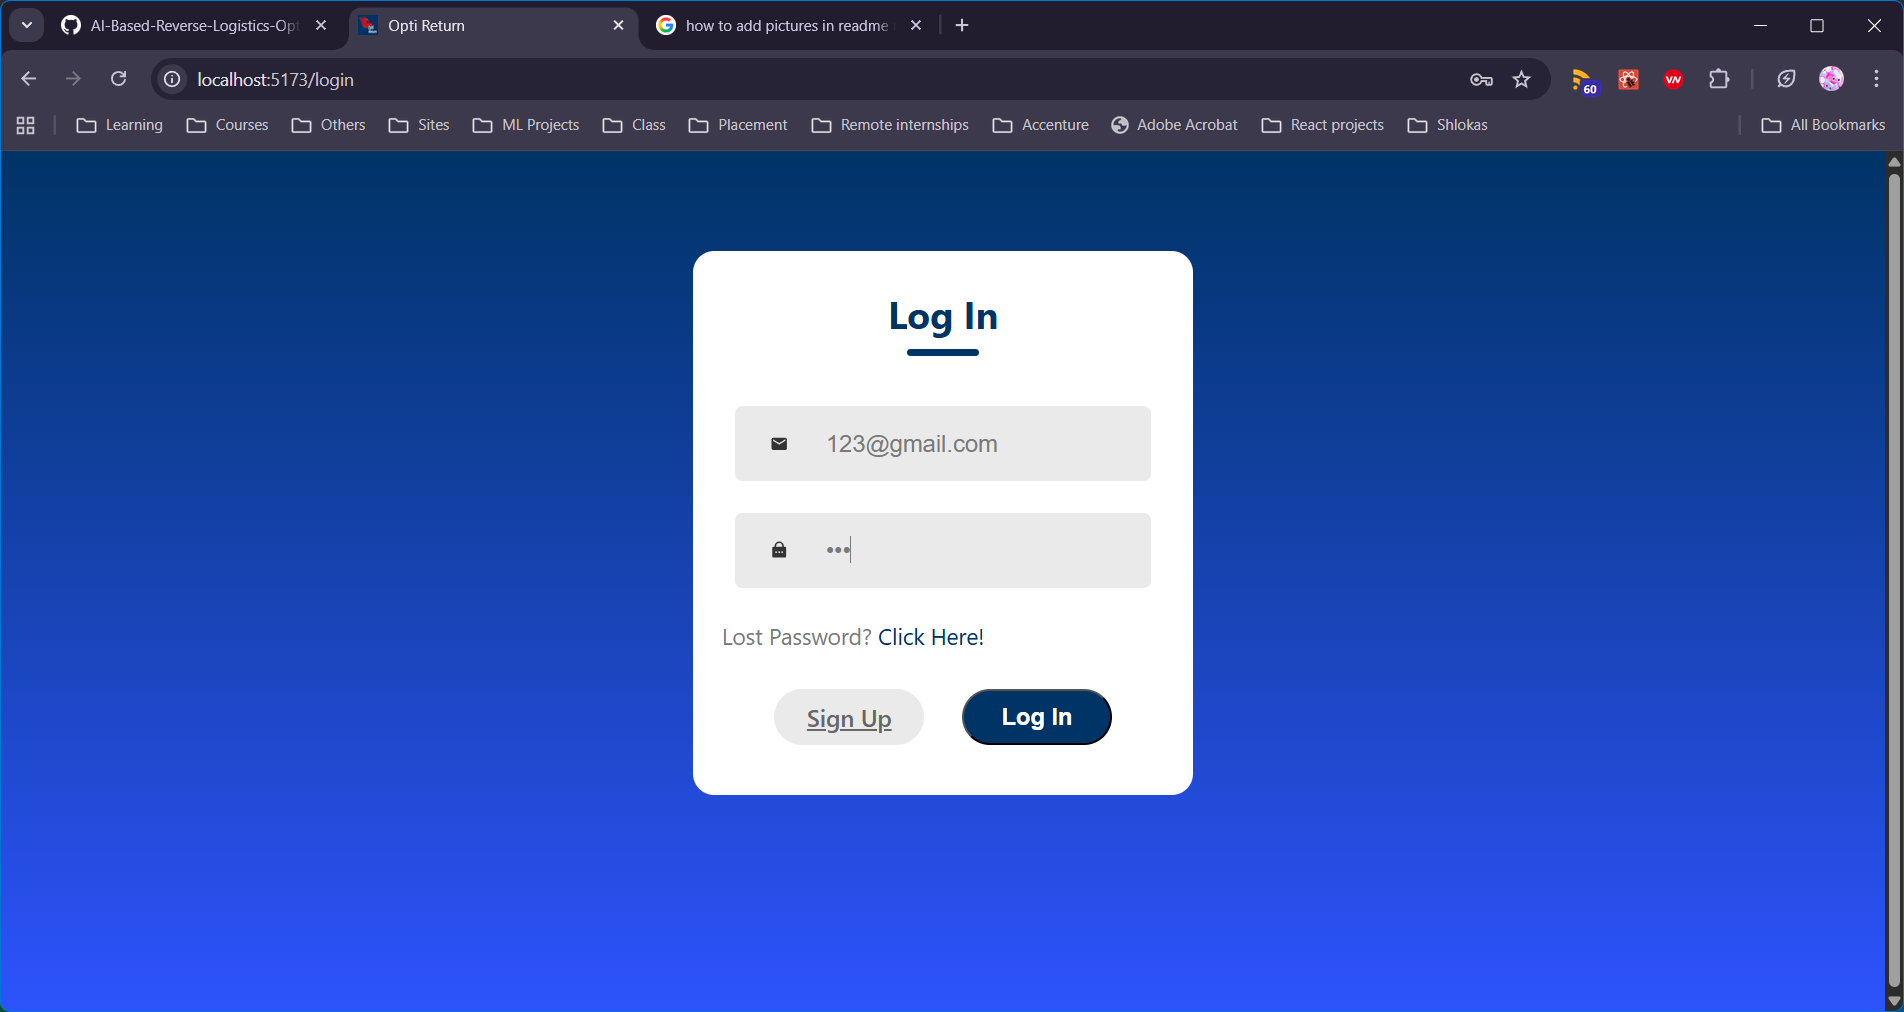 AI-Based-Reverse-Logistics-Opt
Opti Return
how to add pictures in readme
localhost:5173/login
60
VN
Learning
Courses
Others
Sites
ML Projects
Class
Placement
Remote internships
Accenture
Adobe Acrobat
React projects
Shlokas
All Bookmarks
Log In
123@gmail.com
•••
Lost Password? Click Here!
Sign Up
Log In